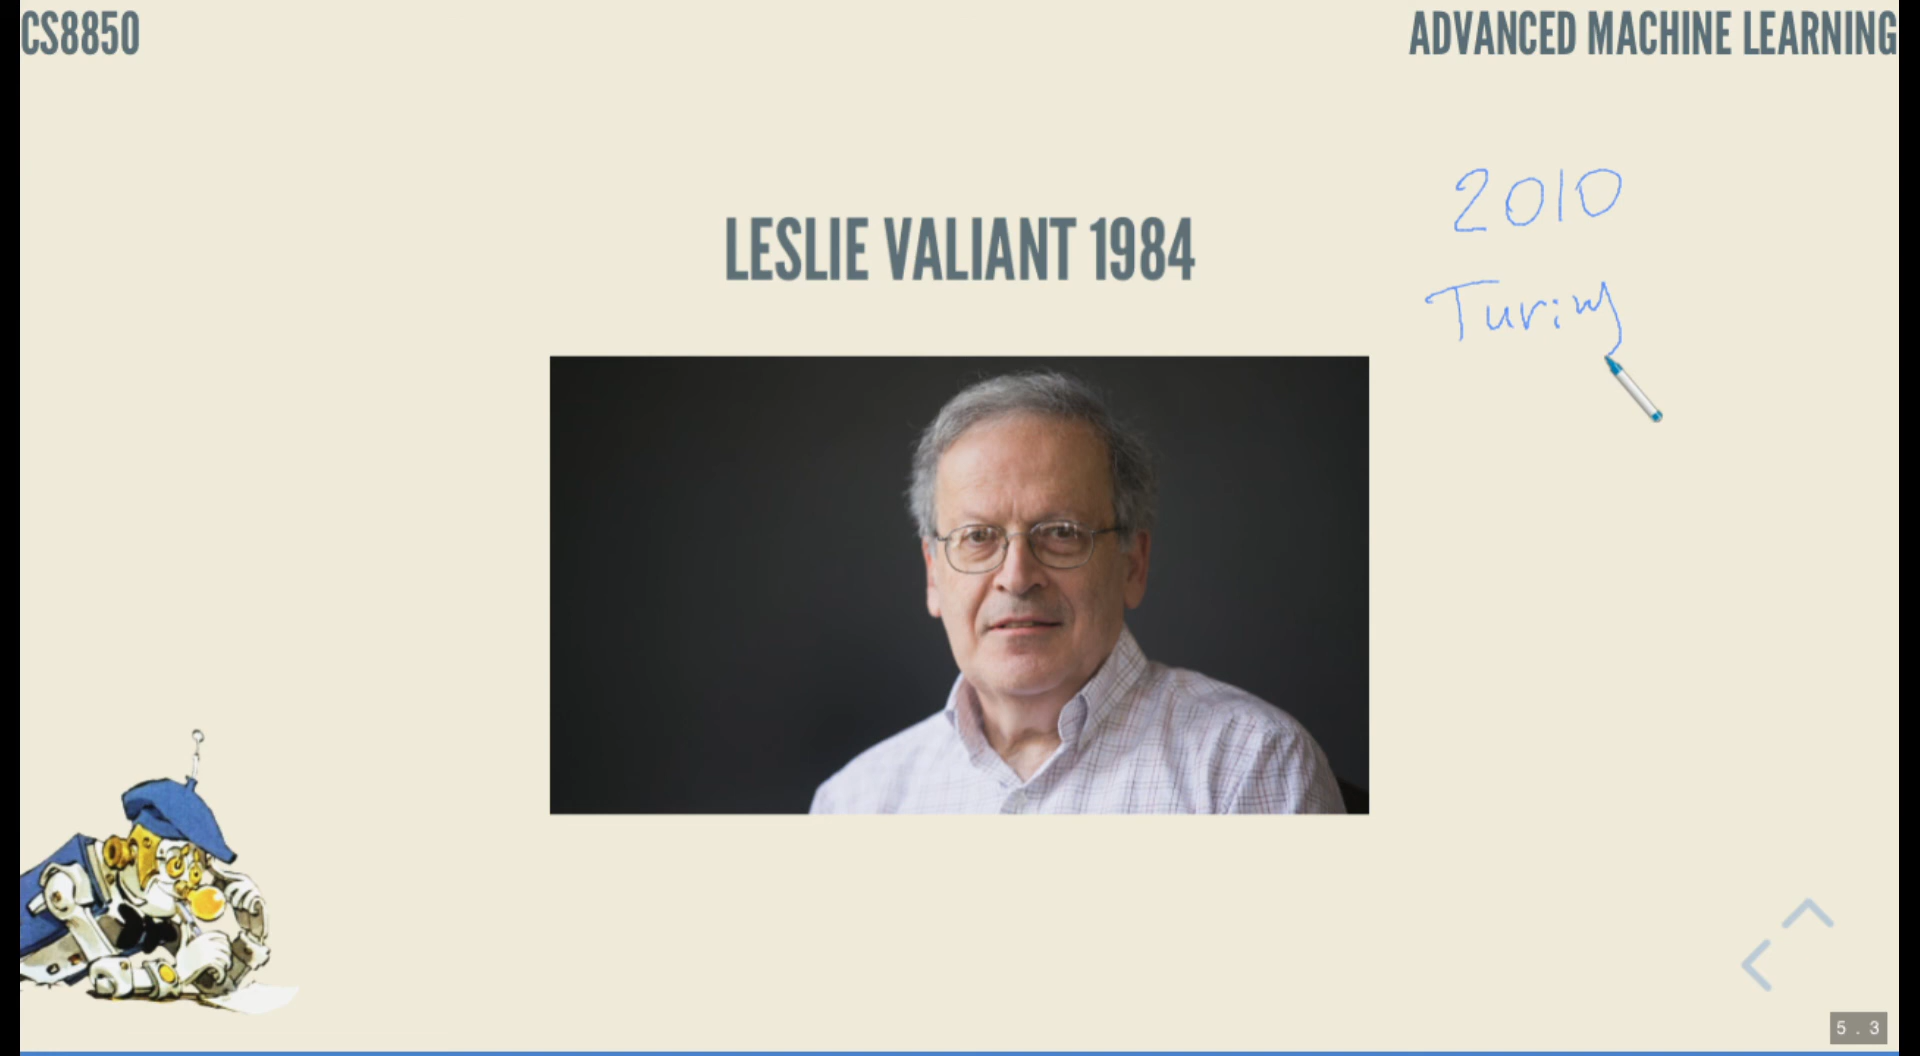 CS8850
ADVANCED MACHINE LEARNING
2010
LESLIE VALIANT 1984
Turing
5 . 3